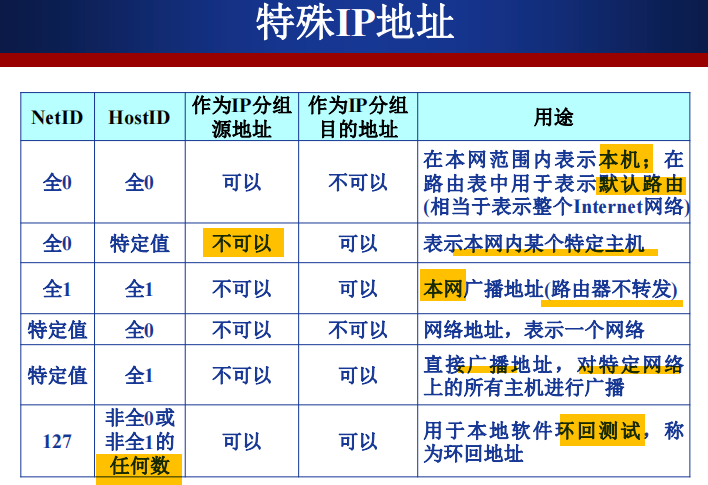 特殊IP地址
NetID
HostID
作为IP分组
源地址
作为IP分组
目的地址
用途
全0
全0
可以
不可以
在本网范围内表示本机；在
路由表中用于表示默认路由
(相当于表示整个Internet网络)
全0
特定值
不可以
可以
表示本网内某个特定主机
全1
全1
不可以
可以
本网广播地址(路由器不转发)
特定值
全0
不可以
不可以
网络地址，表示一个网络
特定值
全1
不可以
可以
直接广播地址，对特定网络
上的所有主机进行广播
127
非全0或
非全1的
任何数
可以
可以
用于本地软件环回测试，称
为环回地址